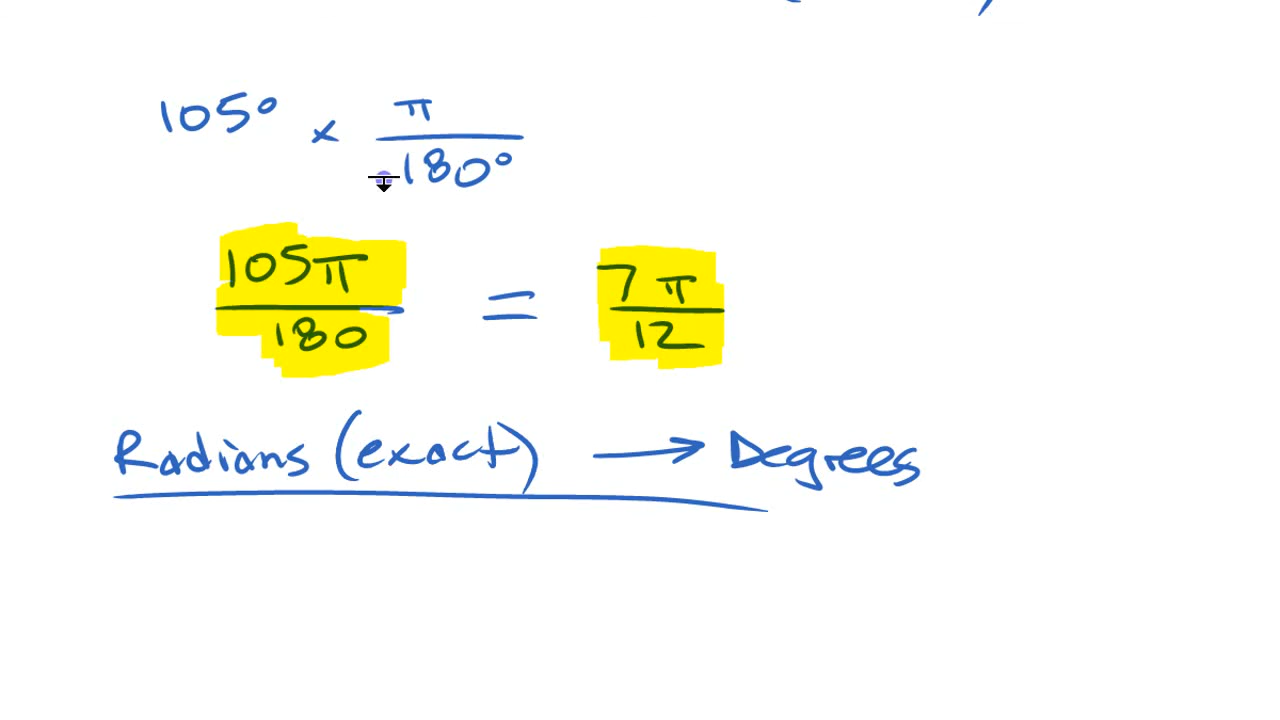 105° × π/180°
105π/180 = 7π/12
Radians (exact) → Degrees